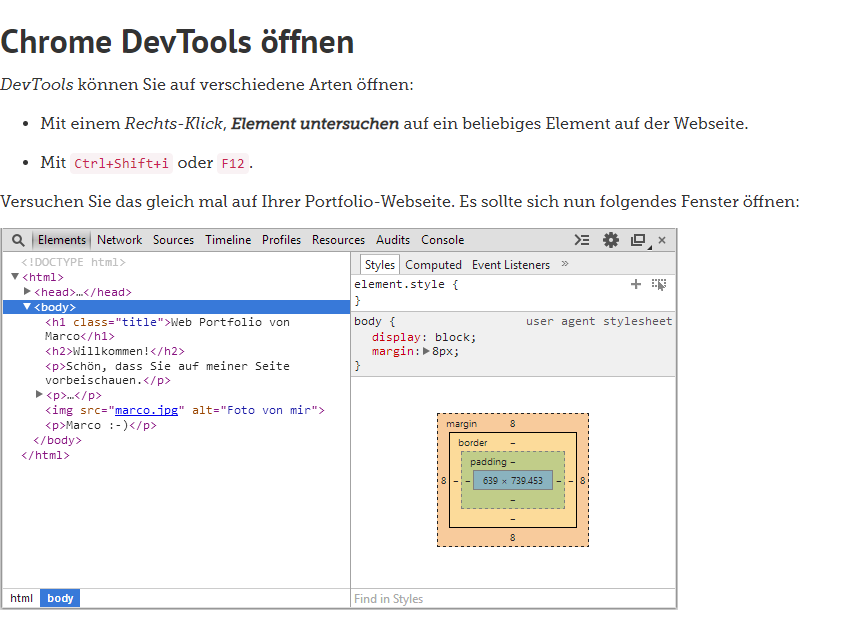 Chrome DevTools öffnen
DevTools können Sie auf verschiedene Arten öffnen:
• Mit einem Rechts-Klick, Element untersuchen auf ein beliebiges Element auf der Webseite.
• Mit Ctrl+Shift+i oder F12.
Versuchen Sie das gleich mal auf Ihrer Portfolio-Webseite. Es sollte sich nun folgendes Fenster öffnen:
Elements Network Sources Timeline Profiles Resources Audits Console
<!DOCTYPE html>
<html>
<head>…</head>
<body>
<h1 class="title">Web Portfolio von
Marco</h1>
<h2>Willkommen!</h2>
<p>Schön, dass Sie auf meiner Seite
vorbeischauen.</p>
<p>…</p>
<img src="marco.jpg" alt="Foto von mir">
<p>Marco :-)</p>
</body>
</html>
html body
Styles Computed Event Listeners »
element.style {
}
body { user agent stylesheet
display: block;
margin: 8px;
}
margin 8
border –
padding –
8 – – 639 × 739.453 – – 8
–
–
8
Find in Styles